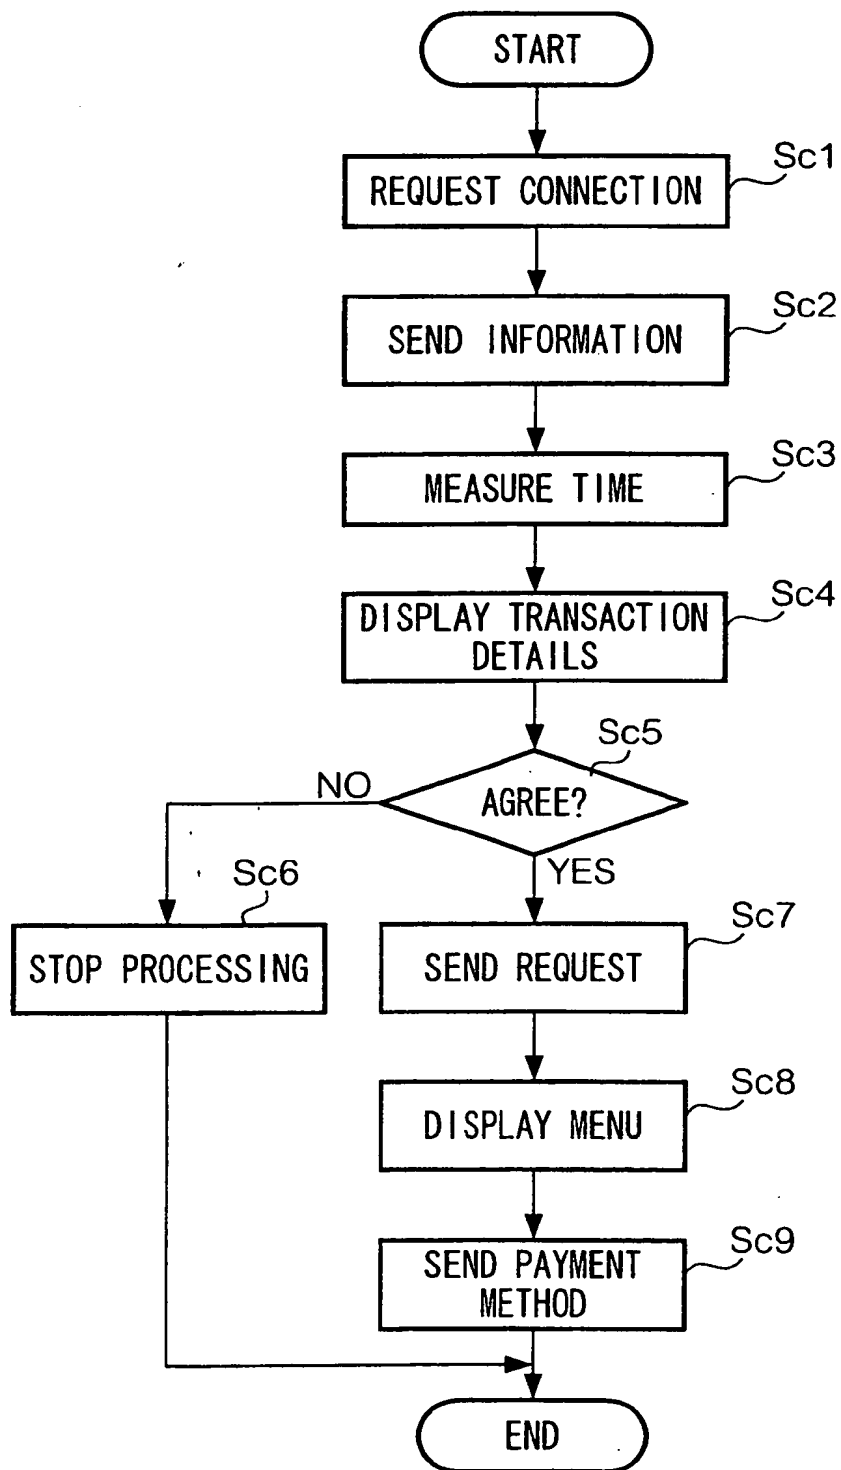 START
Sc1
REQUEST CONNECTION
Sc2
SEND INFORMATION
Sc3
MEASURE TIME
Sc4
DISPLAY TRANSACTION
DETAILS
Sc5
NO
AGREE?
YES
Sc6
STOP PROCESSING
Sc7
SEND REQUEST
Sc8
DISPLAY MENU
Sc9
SEND PAYMENT
METHOD
END